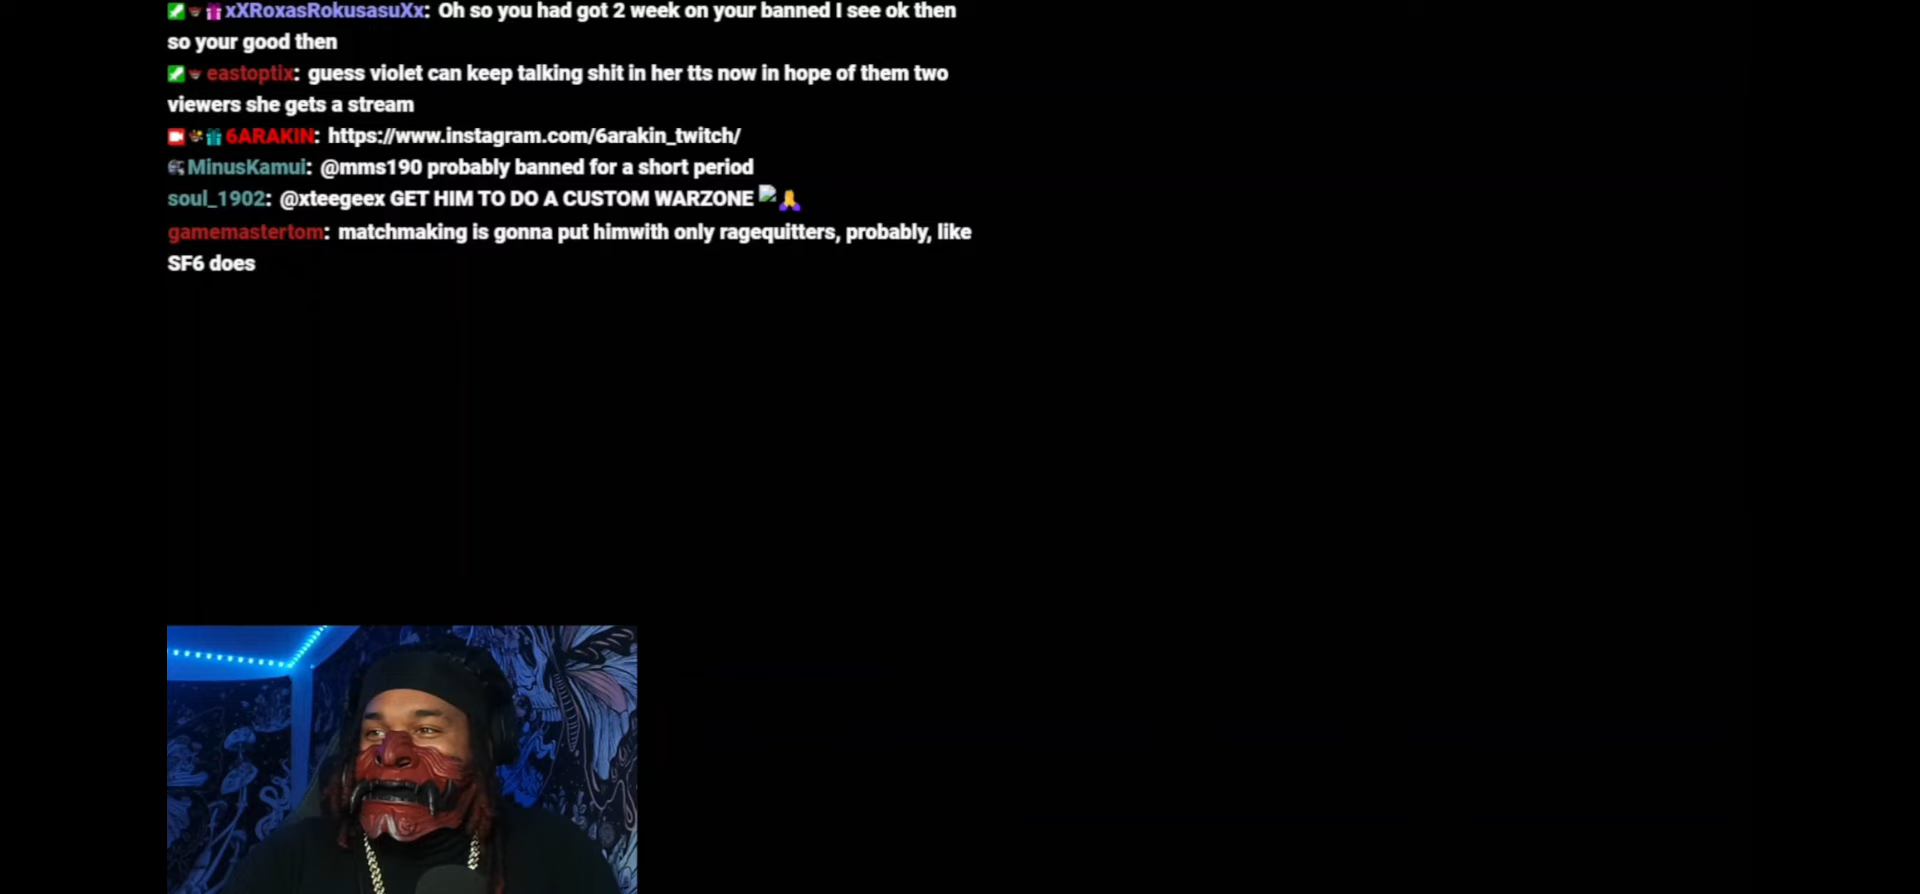 xXRoxasRokusasuXx: Oh so you had got 2 week on your banned I see ok then
so your good then
eastoptix: guess violet can keep talking shit in her tts now in hope of them two
viewers she gets a stream
6ARAKIN: https://www.instagram.com/6arakin_twitch/
MinusKamui: @mms190 probably banned for a short period
soul_1902: @xteegeex GET HIM TO DO A CUSTOM WARZONE
gamemastertom: matchmaking is gonna put himwith only ragequitters, probably, like
SF6 does